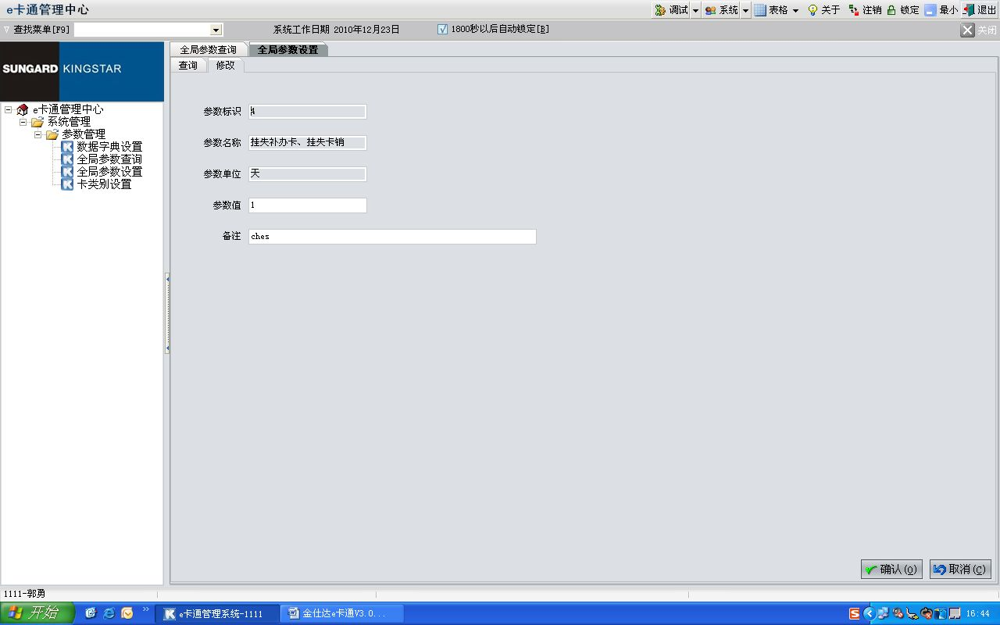 e卡通管理中心
调试 系统 表格 关于 注销 锁定 最小 退出
查找菜单[F9] 系统工作日期 2010年12月23日 1800秒以后自动锁定[B] 关闭
SUNGARD KINGSTAR
全局参数查询 全局参数设置
查询 修改
e卡通管理中心
系统管理
参数管理
数据字典设置
全局参数查询
全局参数设置
卡类别设置
参数标识 4
参数名称 挂失补办卡、挂失卡销
参数单位 天
参数值 1
备注 ches
确认(O) 取消(C)
1111-郭勇
开始 e卡通管理系统-1111 金仕达e卡通V3.0... 16:44